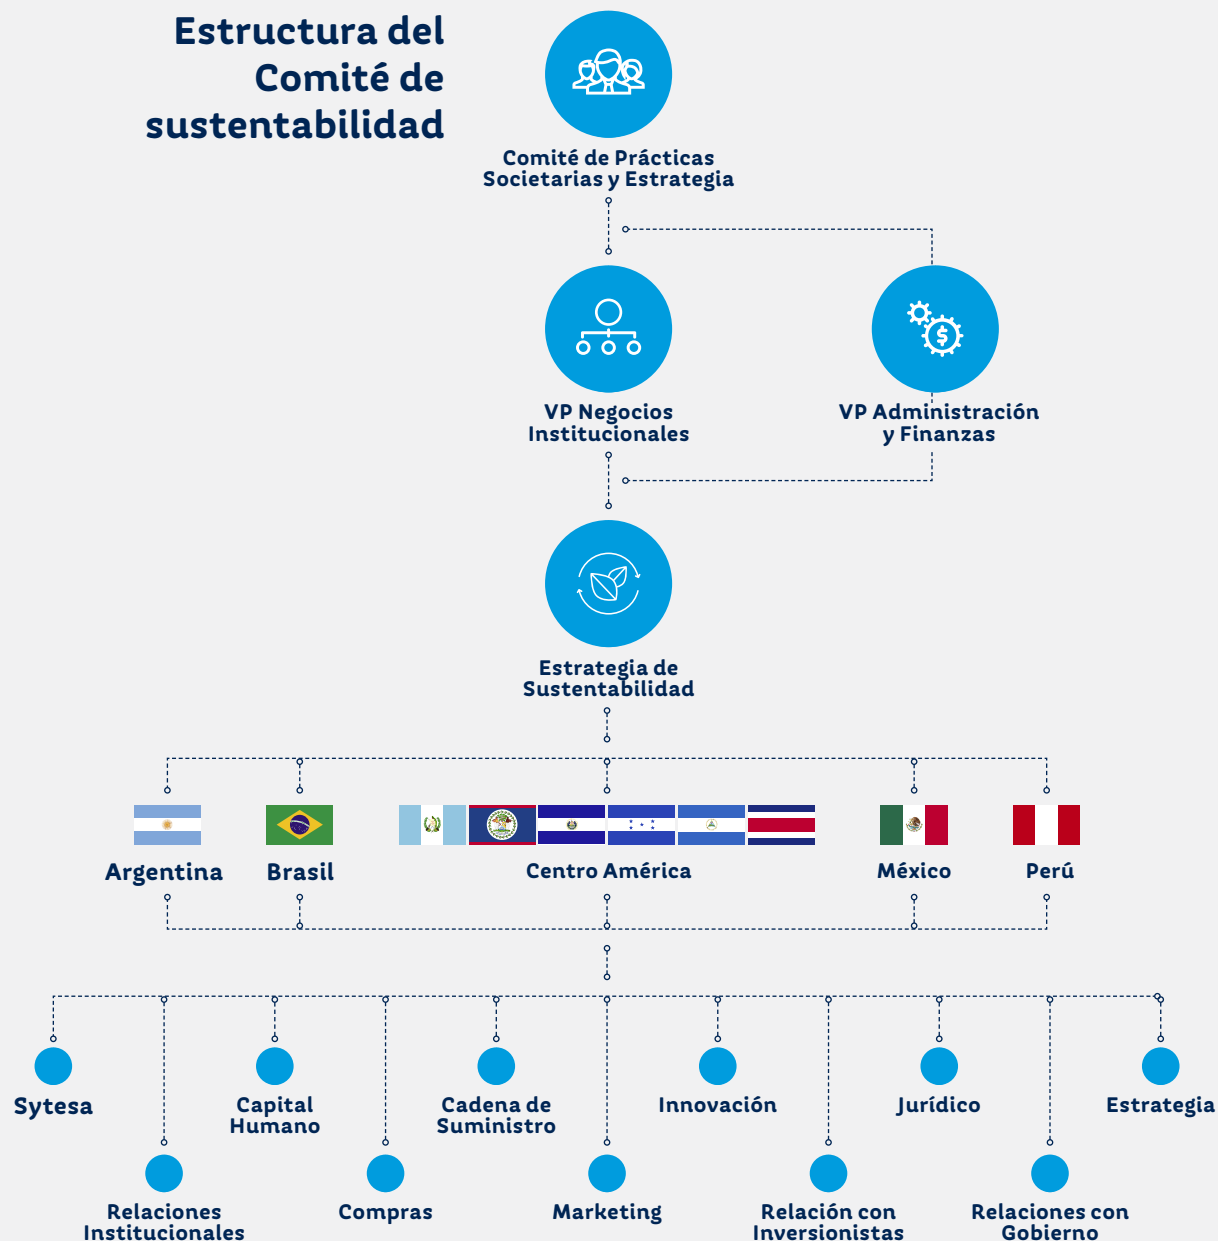 Estructura del
Comité de
sustentabilidad
Comité de Prácticas
Societarias y Estrategia
VP Negocios
Institucionales
VP Administración
y Finanzas
Estrategia de
Sustentabilidad
Argentina
Brasil
Centro América
México
Perú
Sytesa
Capital
Humano
Cadena de
Suministro
Innovación
Jurídico
Estrategia
Relaciones
Institucionales
Compras
Marketing
Relación con
Inversionistas
Relaciones con
Gobierno